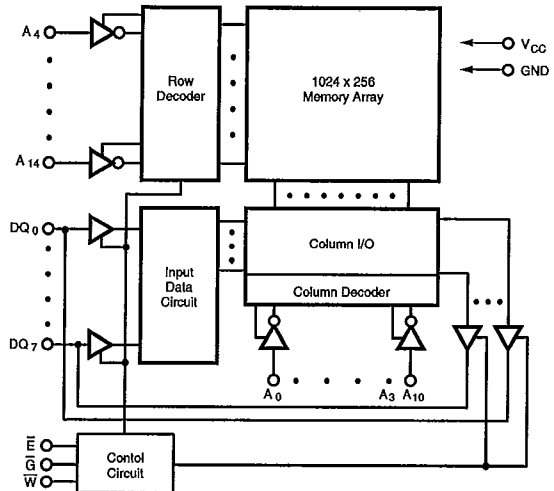 A4
Row
Decoder
1024 x 256
Memory Array
VCC
GND
A14
DQ0
Input
Data
Circuit
Column I/O
Column Decoder
DQ7
A0
A3 A10
E
G
W
Contol
Circuit